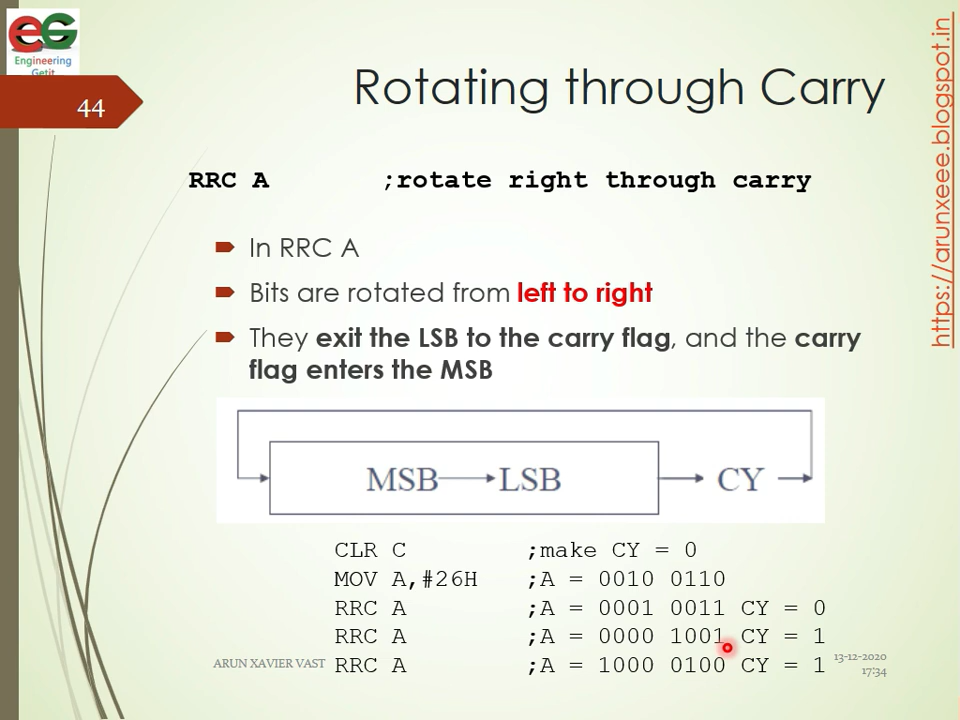 eG
Engineering
Getit
44
Rotating through Carry
https://arunxeee.blogspot.in
RRC A ;rotate right through carry
In RRC A
Bits are rotated from left to right
They exit the LSB to the carry flag, and the carry
flag enters the MSB
MSB LSB CY
CLR C ;make CY = 0
MOV A,#26H ;A = 0010 0110
RRC A ;A = 0001 0011 CY = 0
RRC A ;A = 0000 1001 CY = 1
RRC A ;A = 1000 0100 CY = 1
ARUN XAVIER VAST
13-12-2020
17:34